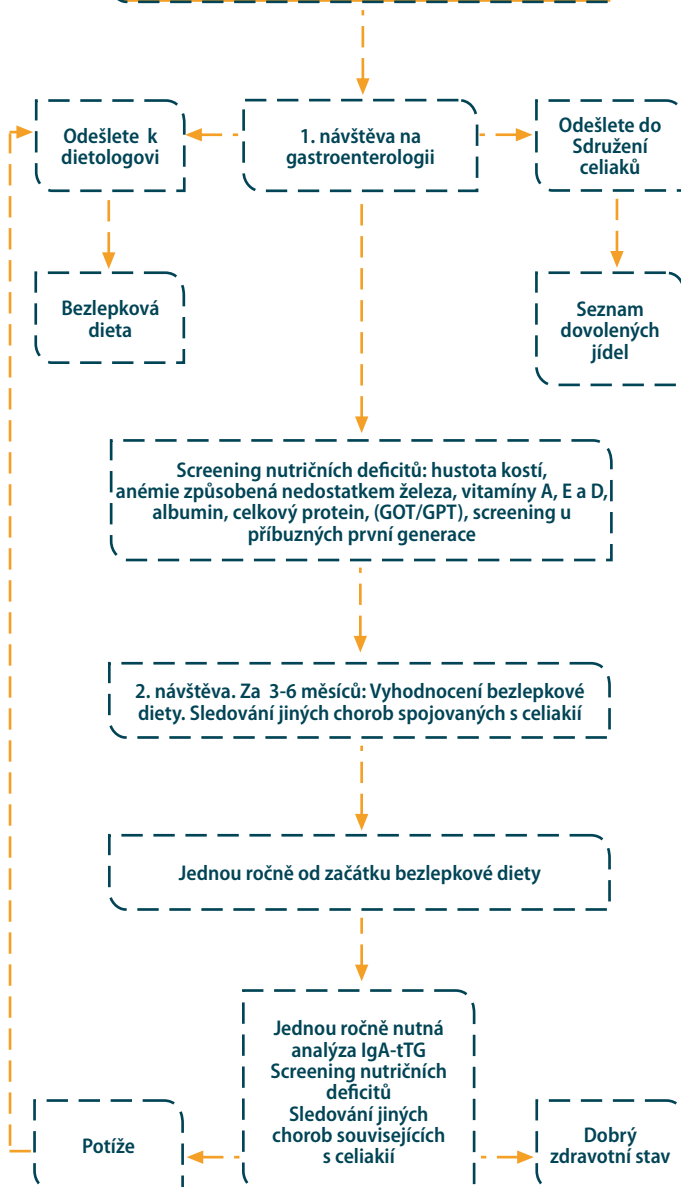 Odešlete k
dietologovi
1. návštěva na
gastroenterologii
Odešlete do
Sdružení
celiaků
Bezlepková
dieta
Seznam
dovolených
jídel
Screening nutričních deficitů: hustota kostí,
anémie způsobená nedostatkem železa, vitamíny A, E a D,
albumin, celkový protein, (GOT/GPT), screening u
příbuzných první generace
2. návštěva. Za 3-6 měsíců: Vyhodnocení bezlepkové
diety. Sledování jiných chorob spojovaných s celiakií
Jednou ročně od začátku bezlepkové diety
Jednou ročně nutná
analýza IgA-tTG
Screening nutričních
deficitů
Sledování jiných
chorob souvisejících
s celiakií
Potíže
Dobrý
zdravotní stav